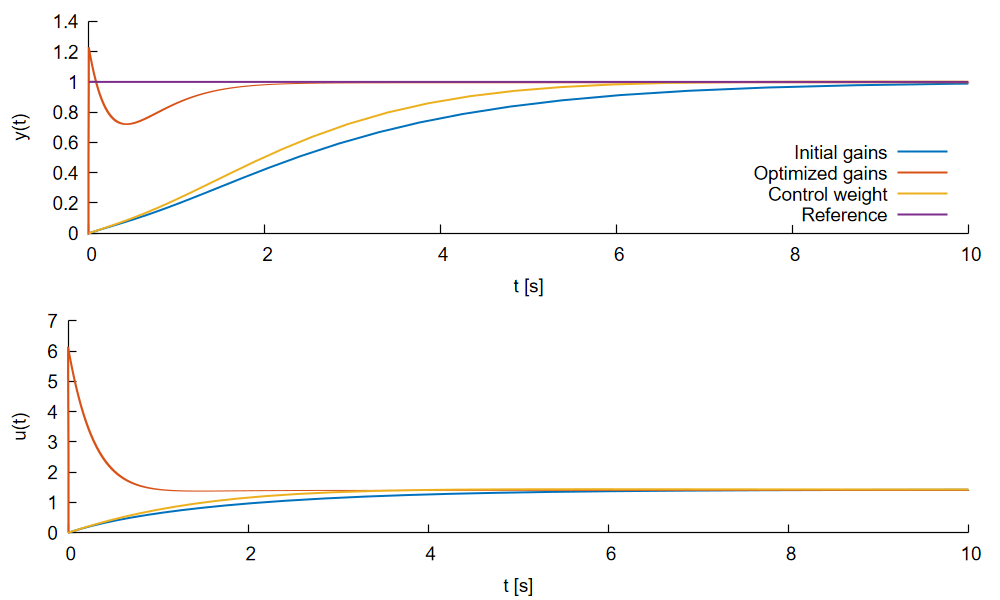 1.4
1.2
1
0.8
0.6
0.4
0.2
0
y(t)
Initial gains
Optimized gains
Control weight
Reference
0 2 4 6 8 10
t [s]
7
6
5
4
3
2
1
0
u(t)
0 2 4 6 8 10
t [s]